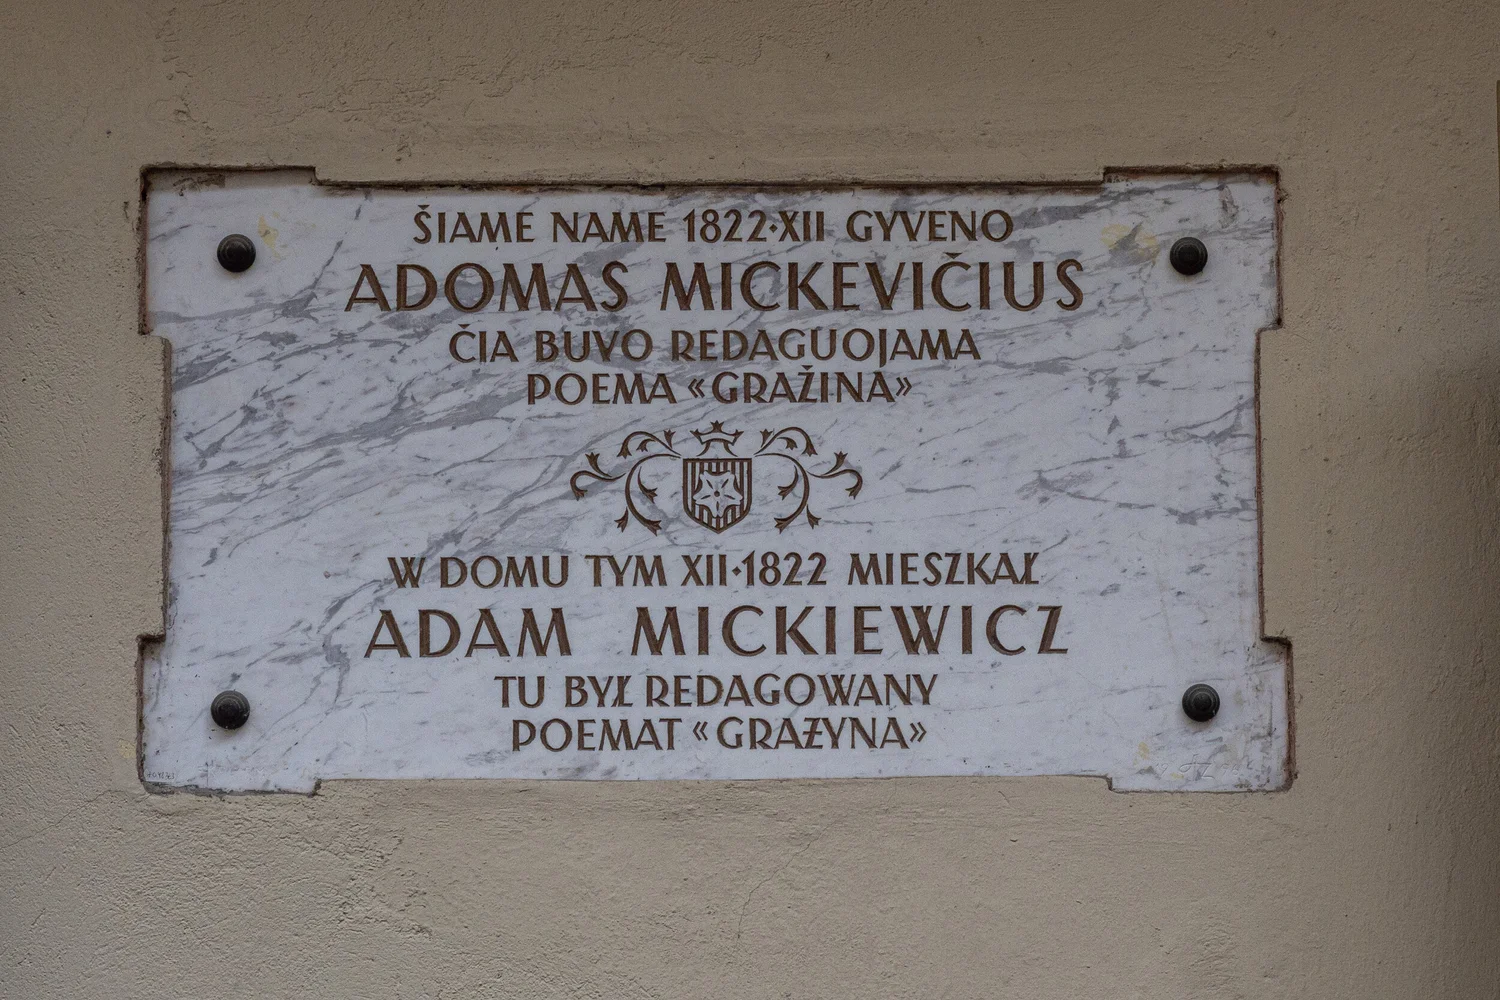 ŠIAME NAME 1822·XII GYVENO
ADOMAS MICKEVIČIUS
ČIA BUVO REDAGUOJAMA
POEMA «GRAŽINA»
W DOMU TYM XII·1822 MIESZKAŁ
ADAM MICKIEWICZ
TU BYŁ REDAGOWANY
POEMAT «GRAŻYNA»